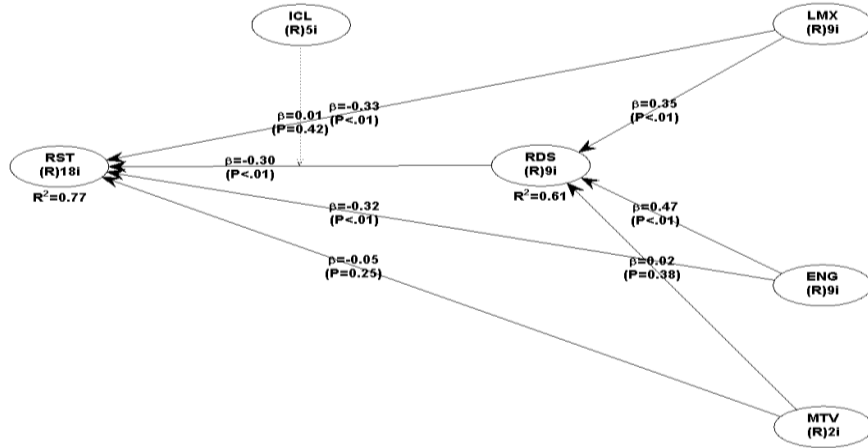 ICL
(R)5i
LMX
(R)9i
β=0.01
(P=0.42)
β=-0.33
(P<.01)
β=0.35
(P<.01)
RST
(R)18i
R²=0.77
β=-0.30
(P<.01)
RDS
(R)9i
R²=0.61
β=-0.32
(P<.01)
β=0.47
(P<.01)
β=-0.05
(P=0.25)
β=0.02
(P=0.38)
ENG
(R)9i
MTV
(R)2i